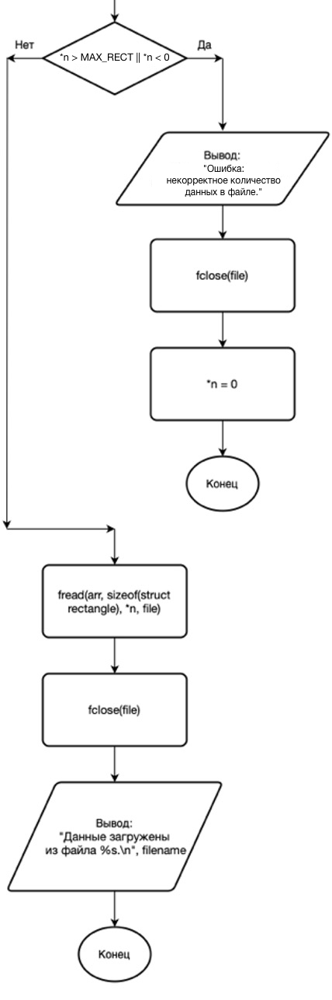 Нет
*n > MAX_RECT || *n < 0
Да
Вывод:
"Ошибка:
некорректное количество
данных в файле."
fclose(file)
*n = 0
Конец
fread(arr, sizeof(struct
rectangle), *n, file)
fclose(file)
Вывод:
"Данные загружены
из файла %s.\n", filename
Конец